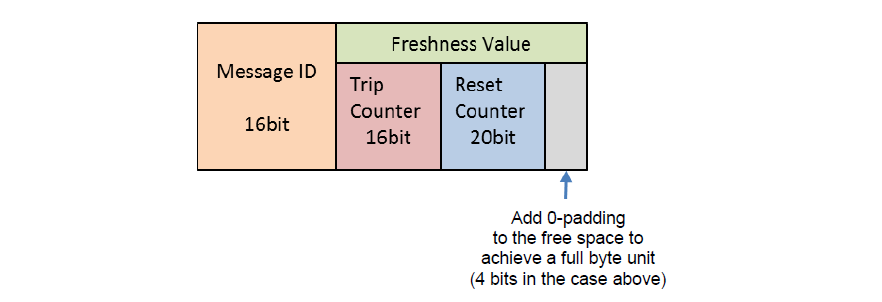 Freshness Value
Message ID
16bit
Trip
Counter
16bit
Reset
Counter
20bit
Add 0-padding
to the free space to
achieve a full byte unit
(4 bits in the case above)